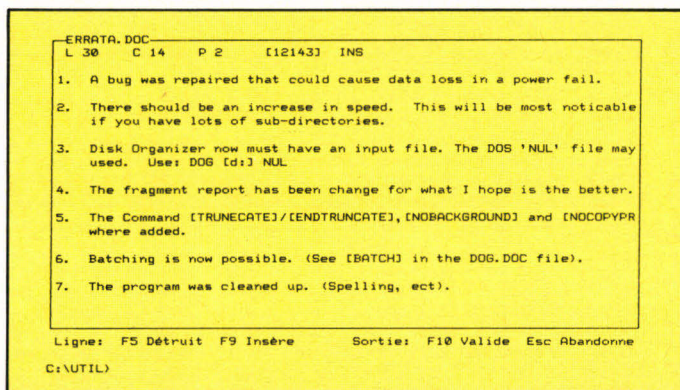 ERRATA.DOC
L 30 C 14 P 2 [12143] INS
1. A bug was repaired that could cause data loss in a power fail.
2. There should be an increase in speed. This will be most noticable
if you have lots of sub-directories.
3. Disk Organizer now must have an input file. The DOS 'NUL' file may
used. Use: DOG [d:] NUL
4. The fragment report has been change for what I hope is the better.
5. The Command [TRUNECATE]/[ENDTRUNCATE], [NOBACKGROUND] and [NOCOPYPR
where added.
6. Batching is now possible. (See [BATCH] in the DOG.DOC file).
7. The program was cleaned up. (Spelling, ect).
Ligne: F5 Détruit F9 Insère Sortie: F10 Valide Esc Abandonne
C:\UTIL)